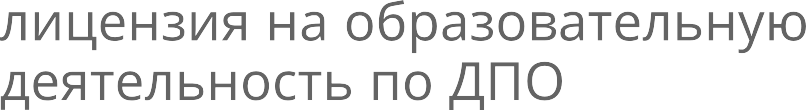 лицензия на образовательную
деятельность по ДПО